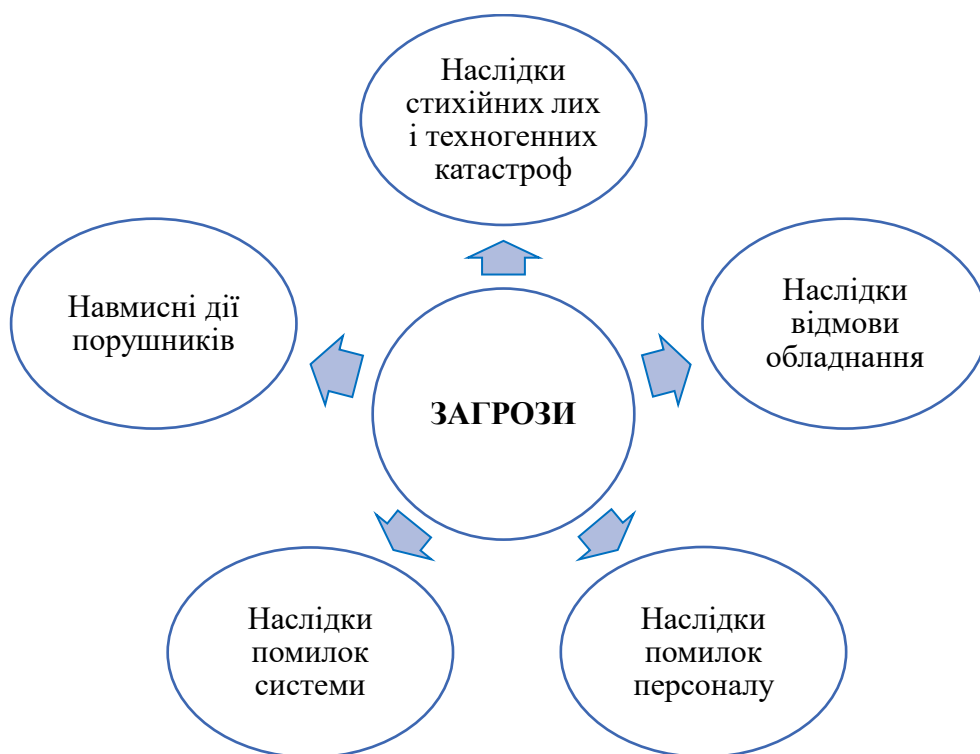 Наслідки
стихійних лих
і техногенних
катастроф
Навмисні дії
порушників
Наслідки
відмови
обладнання
ЗАГРОЗИ
Наслідки
помилок
системи
Наслідки
помилок
персоналу